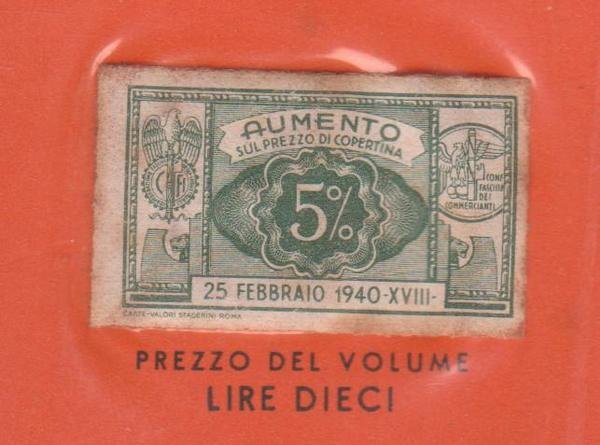 AUMENTO
SUL PREZZO DI COPERTINA
5%
CONF.
FASCISTA
DEI
COMMERCIANTI
25 FEBBRAIO 1940-XVIII-
CARTE-VALORI STADERINI ROMA
PREZZO DEL VOLUME
LIRE DIECI